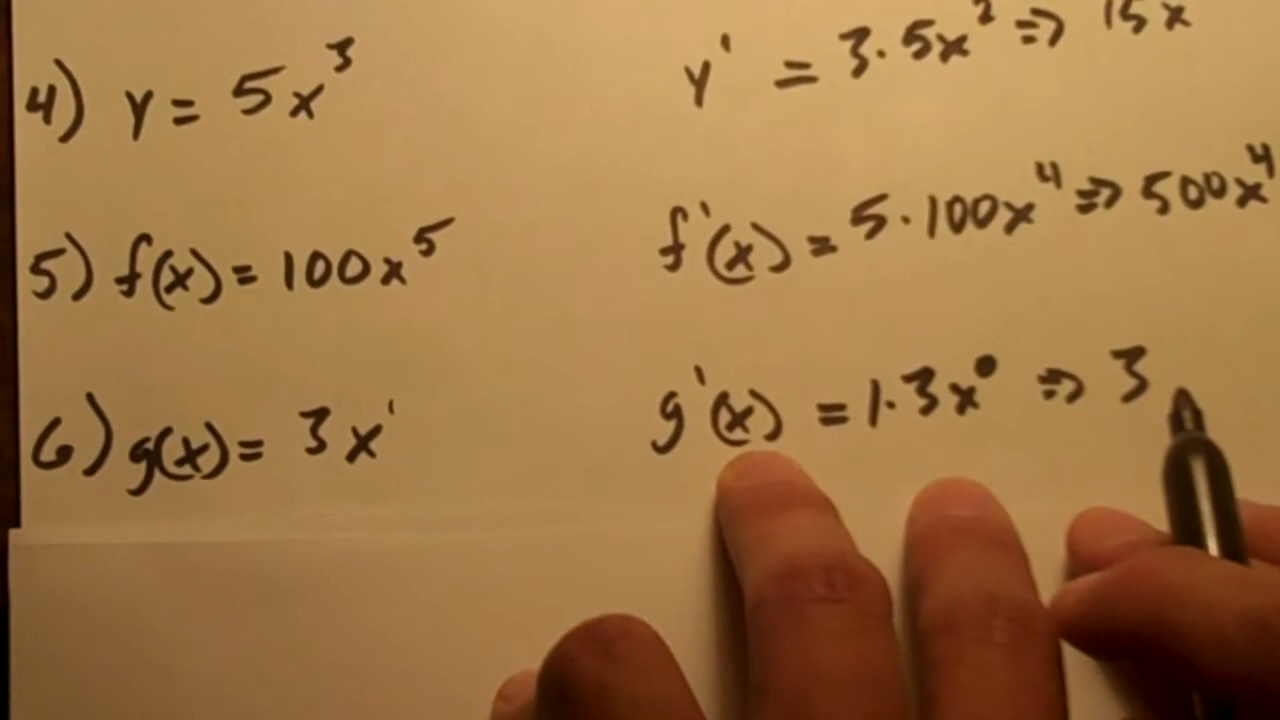 4) y = 5x³ y' = 3·5x² => 15x
5) f(x) = 100x⁵ f'(x) = 5·100x⁴ => 500x⁴
6) g(x) = 3x¹ g'(x) = 1·3x⁰ => 3